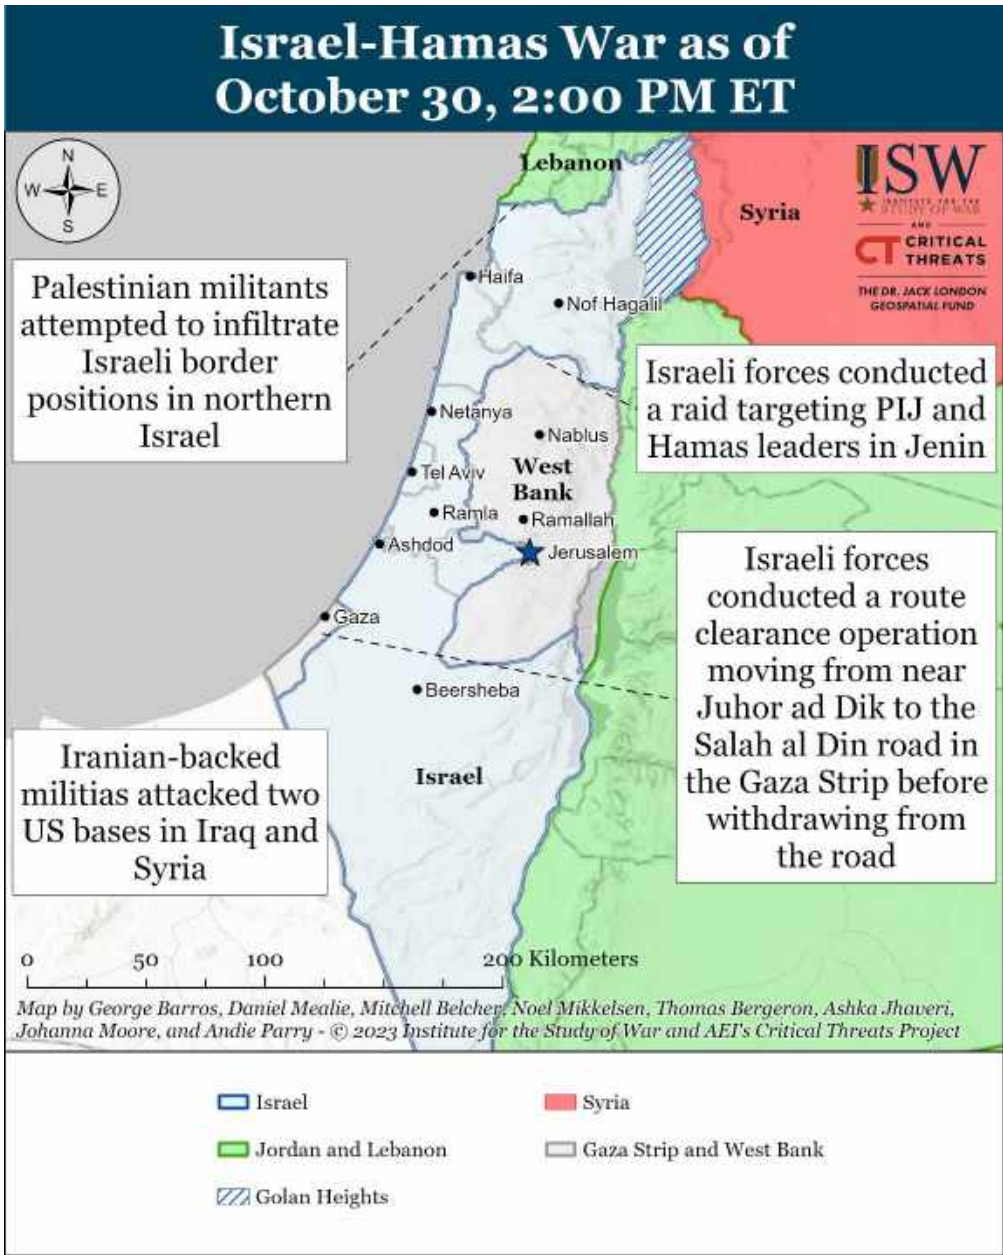 Israel-Hamas War as of
October 30, 2:00 PM ET
N
W
E
S
Lebanon
Syria
ISW
INSTITUTE FOR THE
STUDY OF WAR
AND
CT CRITICAL
THREATS
THE DR. JACK LONDON
GEOSPATIAL FUND
Palestinian militants
attempted to infiltrate
Israeli border
positions in northern
Israel
Haifa
Nof Hagalil
Israeli forces conducted
a raid targeting PIJ and
Hamas leaders in Jenin
Netanya
Nablus
Tel Aviv
West
Bank
Ramla
Ramallah
Ashdod
Jerusalem
Gaza
Beersheba
Israel
Israeli forces
conducted a route
clearance operation
moving from near
Juhor ad Dik to the
Salah al Din road in
the Gaza Strip before
withdrawing from
the road
Iranian-backed
militias attacked two
US bases in Iraq and
Syria
0 50 100 200 Kilometers
Map by George Barros, Daniel Mealie, Mitchell Belcher, Noel Mikkelsen, Thomas Bergeron, Ashka Jhaveri,
Johanna Moore, and Andie Parry - © 2023 Institute for the Study of War and AEI's Critical Threats Project
Israel
Syria
Jordan and Lebanon
Gaza Strip and West Bank
Golan Heights